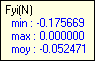 Fyi(N)
min : -0.175669
max : 0.000000
moy : -0.052471